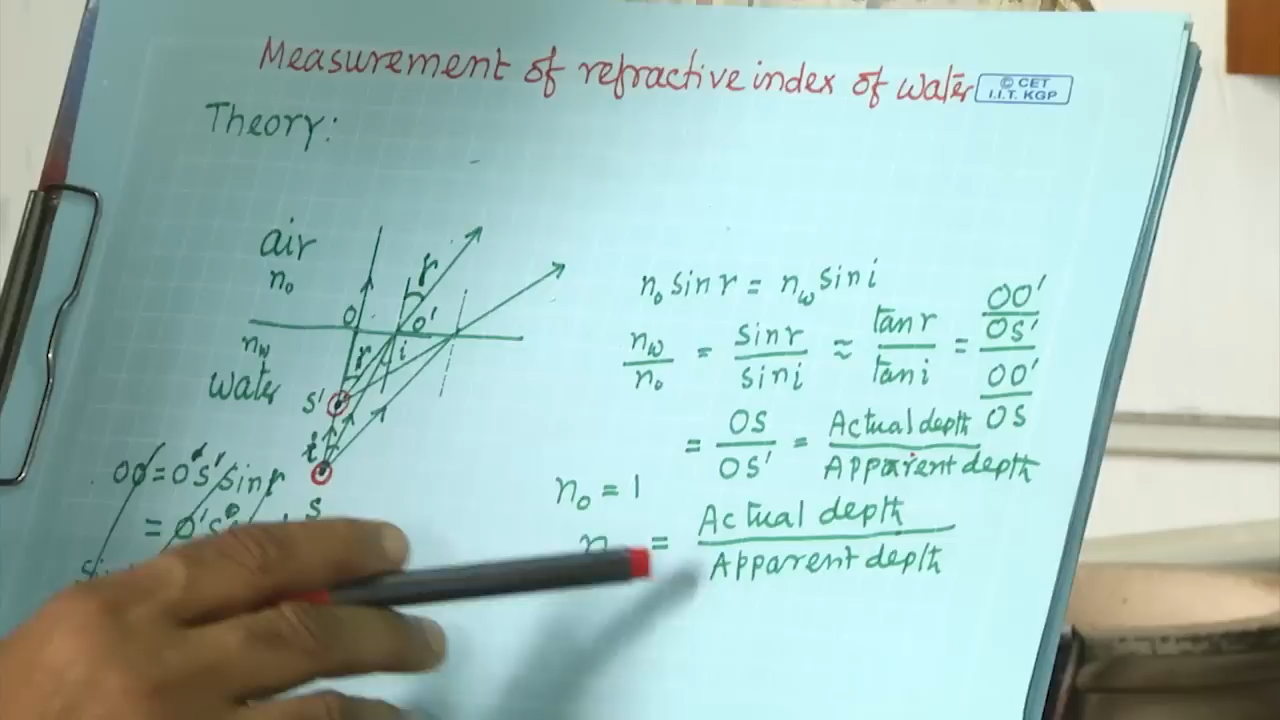 Measurement of refractive index of water
© CET
I.I.T. KGP
Theory:
air
n₀
r
O O'
n_w
water
r i
S'
i
S
OO' = O'S' sin r
= O'S
n₀ sin r = n_w sin i
n_w/n₀ = sin r/sin i ≈ tan r/tan i = (OO'/OS')/(OO'/OS)
= OS/OS' = Actual depth/Apparent depth
n₀ = 1
n = Actual depth/Apparent depth